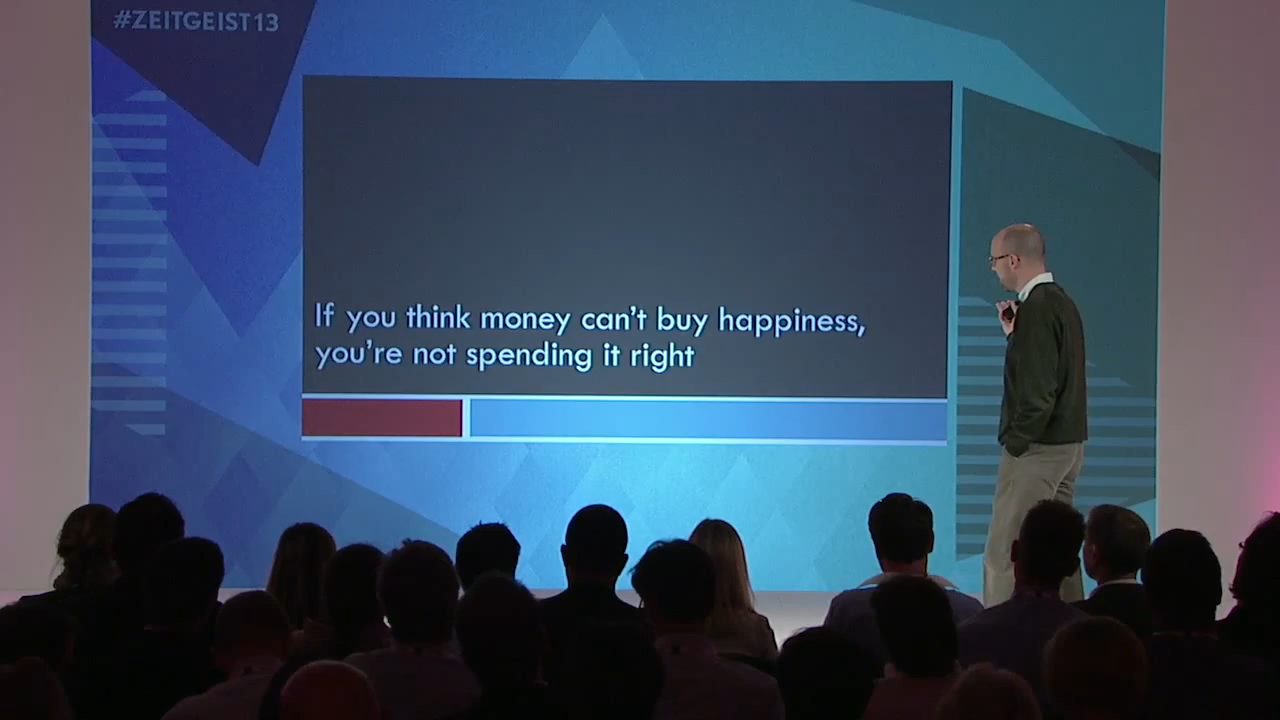 #ZEITGEIST13
If you think money can't buy happiness,
you're not spending it right